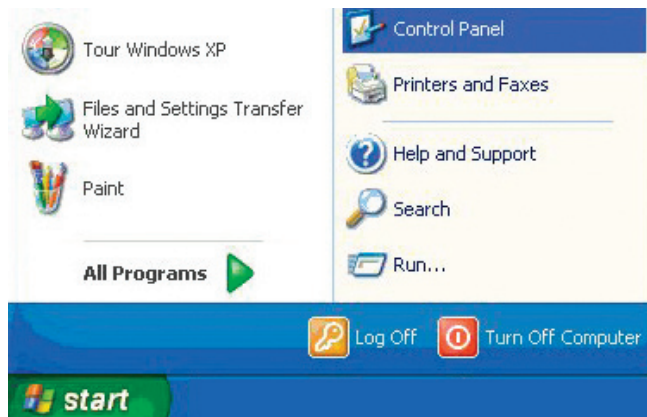 Tour Windows XP
Files and Settings Transfer
Wizard
Paint
All Programs
Control Panel
Printers and Faxes
Help and Support
Search
Run...
Log Off
Turn Off Computer
start